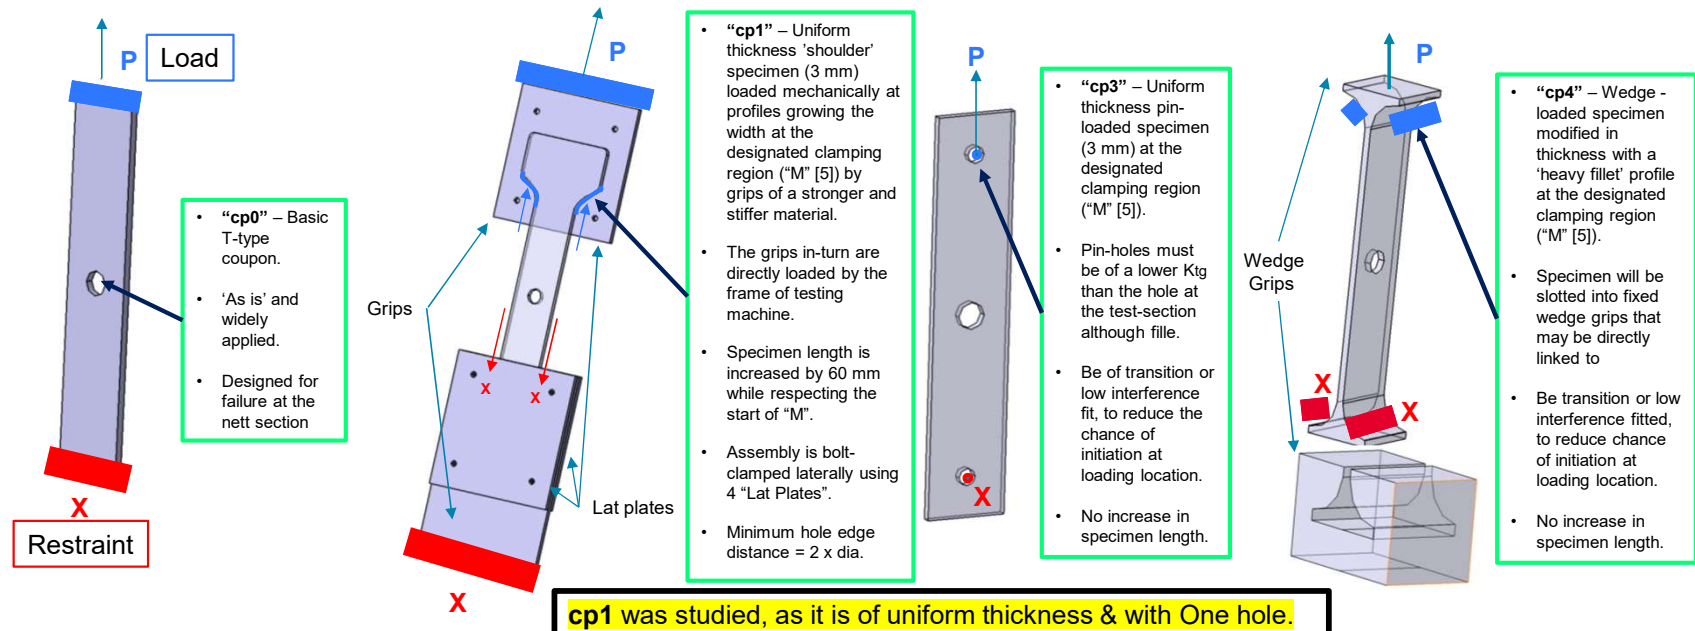 P
Load
X
Restraint
• “cp0” – Basic
T-type
coupon.
• ‘As is’ and
widely
applied.
• Designed for
failure at the
nett section
P
Grips
X
X
Lat plates
X
• “cp1” – Uniform
thickness ’shoulder’
specimen (3 mm)
loaded mechanically at
profiles growing the
width at the
designated clamping
region (“M” [5]) by
grips of a stronger and
stiffer material.
• The grips in-turn are
directly loaded by the
frame of testing
machine.
• Specimen length is
increased by 60 mm
while respecting the
start of “M”.
• Assembly is bolt-
clamped laterally using
4 “Lat Plates”.
• Minimum hole edge
distance = 2 x dia.
P
X
• “cp3” – Uniform
thickness pin-
loaded specimen
(3 mm) at the
designated
clamping region
(“M” [5]).
• Pin-holes must
be of a lower Ktg
than the hole at
the test-section
although fille.
• Be of transition or
low interference
fit, to reduce the
chance of
initiation at
loading location.
• No increase in
specimen length.
P
Wedge
Grips
X
X
• “cp4” – Wedge -
loaded specimen
modified in
thickness with a
‘heavy fillet’ profile
at the designated
clamping region
(“M” [5]).
• Specimen will be
slotted into fixed
wedge grips that
may be directly
linked to
• Be transition or low
interference fitted,
to reduce chance
of initiation at
loading location.
• No increase in
specimen length.
cp1 was studied, as it is of uniform thickness & with One hole.